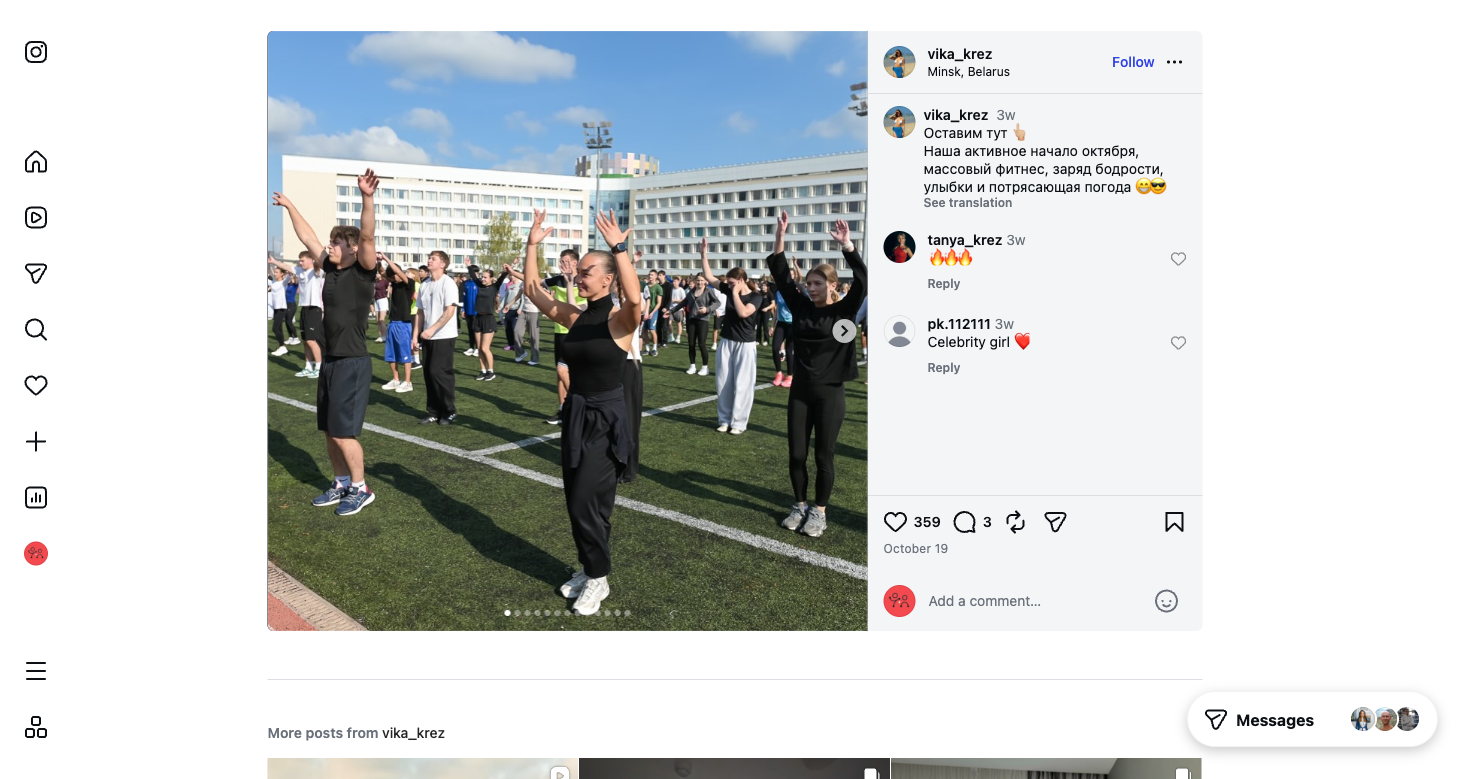 vika_krez
Minsk, Belarus
Follow
vika_krez 3w
Оставим тут 👆🏼
Наша активное начало октября,
массовый фитнес, заряд бодрости,
улыбки и потрясающая погода 😁😎
See translation
tanya_krez 3w
🔥🔥🔥
Reply
pk.112111 3w
Celebrity girl ❤️
Reply
359 3
October 19
Add a comment...
More posts from vika_krez
Messages